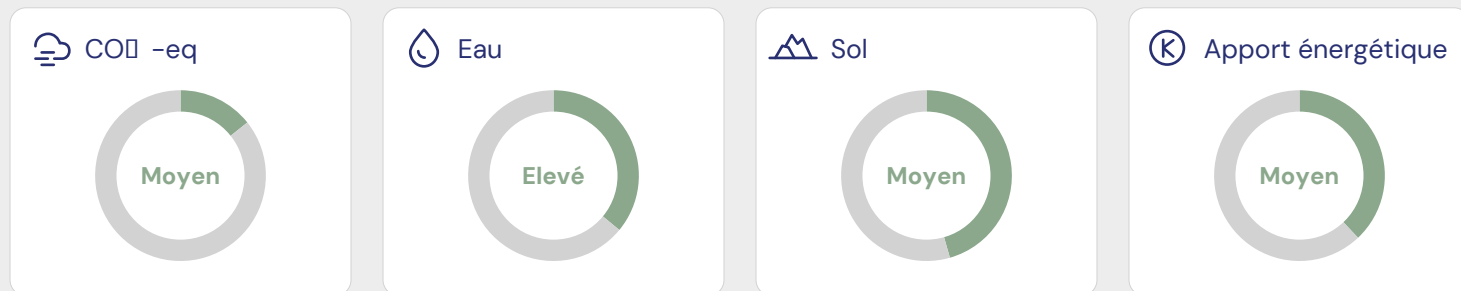 CO▯ -eq
Moyen
Eau
Elevé
Sol
Moyen
Apport énergétique
Moyen